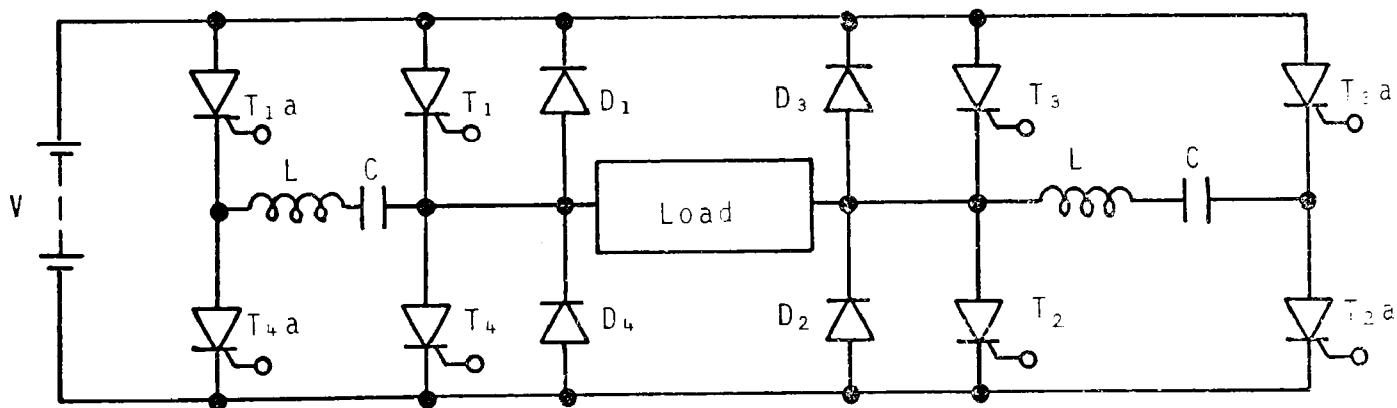 T₁a
T₁
D₁
D₃
T₃
T₃a
L
C
L
C
V
Load
T₄a
T₄
D₄
D₂
T₂
T₂a